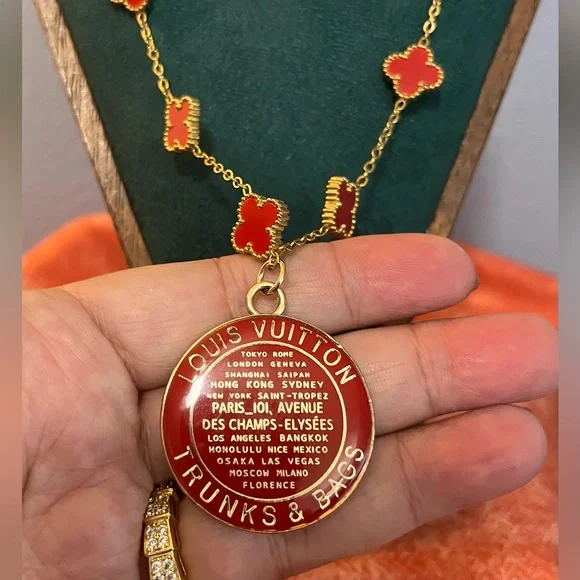 LOUIS VUITTON
TOKYO ROME
LONDON GENEVA
SHANGHAI SAIPAN
HONG KONG SYDNEY
NEW YORK SAINT-TROPEZ
PARIS_101, AVENUE
DES CHAMPS-ELYSÉES
LOS ANGELES BANGKOK
HONOLULU NICE MEXICO
OSAKA LAS VEGAS
MOSCOW MILANO
FLORENCE
TRUNKS & BAGS